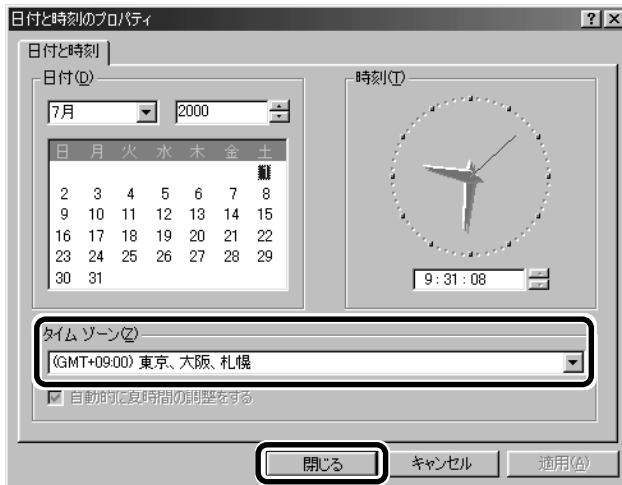 日付と時刻のプロパティ ? ×
日付と時刻
日付(D)
7月 2000
日 月 火 水 木 金 土
1
2 3 4 5 6 7 8
9 10 11 12 13 14 15
16 17 18 19 20 21 22
23 24 25 26 27 28 29
30 31
時刻(T)
9:31:08
タイム ゾーン(Z)
(GMT+09:00) 東京、大阪、札幌
自動的に夏時間の調整をする
閉じる キャンセル 適用(A)